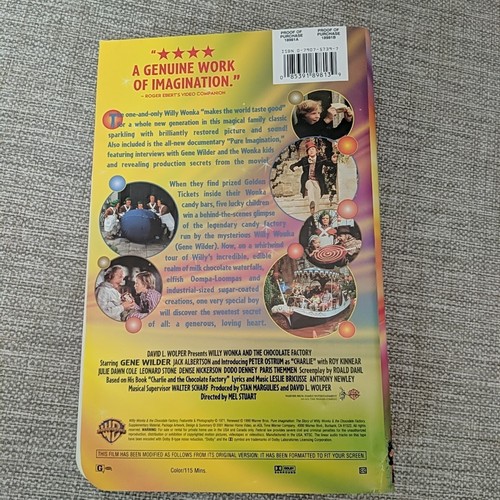 PROOF OF PURCHASE
PROOF OF PURCHASE
ISBN 0-7907-5739-7
0 85391 89813 9
"★★★★
A GENUINE WORK
OF IMAGINATION."
– ROGER EBERT'S VIDEO COMPANION
The one-and-only Willy Wonka "makes the world taste good"
for a whole new generation in this magical family classic
sparkling with brilliantly restored picture and sound!
Also included is the all-new documentary "Pure Imagination,"
featuring interviews with Gene Wilder and the Wonka kids
and revealing production secrets from the movie!
When they find prized Golden
Tickets inside their Wonka
candy bars, five lucky children
win a behind-the-scenes glimpse
of the legendary candy factory
run by the mysterious Willy Wonka
(Gene Wilder). Now, on a whirlwind
tour of Willy's incredible, edible
realm of milk chocolate waterfalls,
elfish Oompa-Loompas and
industrial-sized sugar-coated
creations, one very special boy
will discover the sweetest secret of
all: a generous, loving heart.
DAVID L. WOLPER Presents WILLY WONKA AND THE CHOCOLATE FACTORY
Starring GENE WILDER JACK ALBERTSON and Introducing PETER OSTRUM as "CHARLIE" with ROY KINNEAR
JULIE DAWN COLE LEONARD STONE DENISE NICKERSON DODO DENNEY PARIS THEMMEN Screenplay by ROALD DAHL
Based on His Book "Charlie and the Chocolate Factory" Lyrics and Music LESLIE BRICUSSE ANTHONY NEWLEY
Musical Supervisor WALTER SCHARF Produced by STAN MARGULIES and DAVID L. WOLPER
Directed by MEL STUART
THIS FILM HAS BEEN MODIFIED FROM ITS ORIGINAL VERSION. IT HAS BEEN FORMATTED TO FIT YOUR SCREEN.
G
Color/115 Mins.